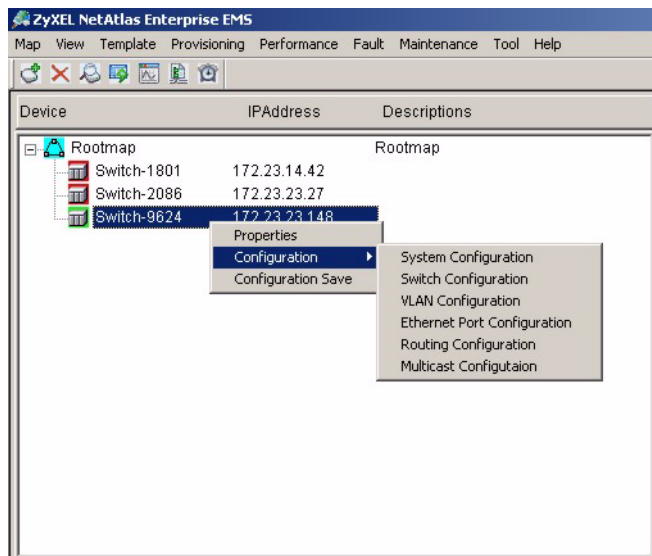 ZyXEL NetAtlas Enterprise EMS
Map View Template Provisioning Performance Fault Maintenance Tool Help
Device IPAddress Descriptions
Rootmap Rootmap
Switch-1801 172.23.14.42
Switch-2086 172.23.23.27
Switch-9624 172.23.23.148
Properties
Configuration
Configuration Save
System Configuration
Switch Configuration
VLAN Configuration
Ethernet Port Configuration
Routing Configuration
Multicast Configutaion